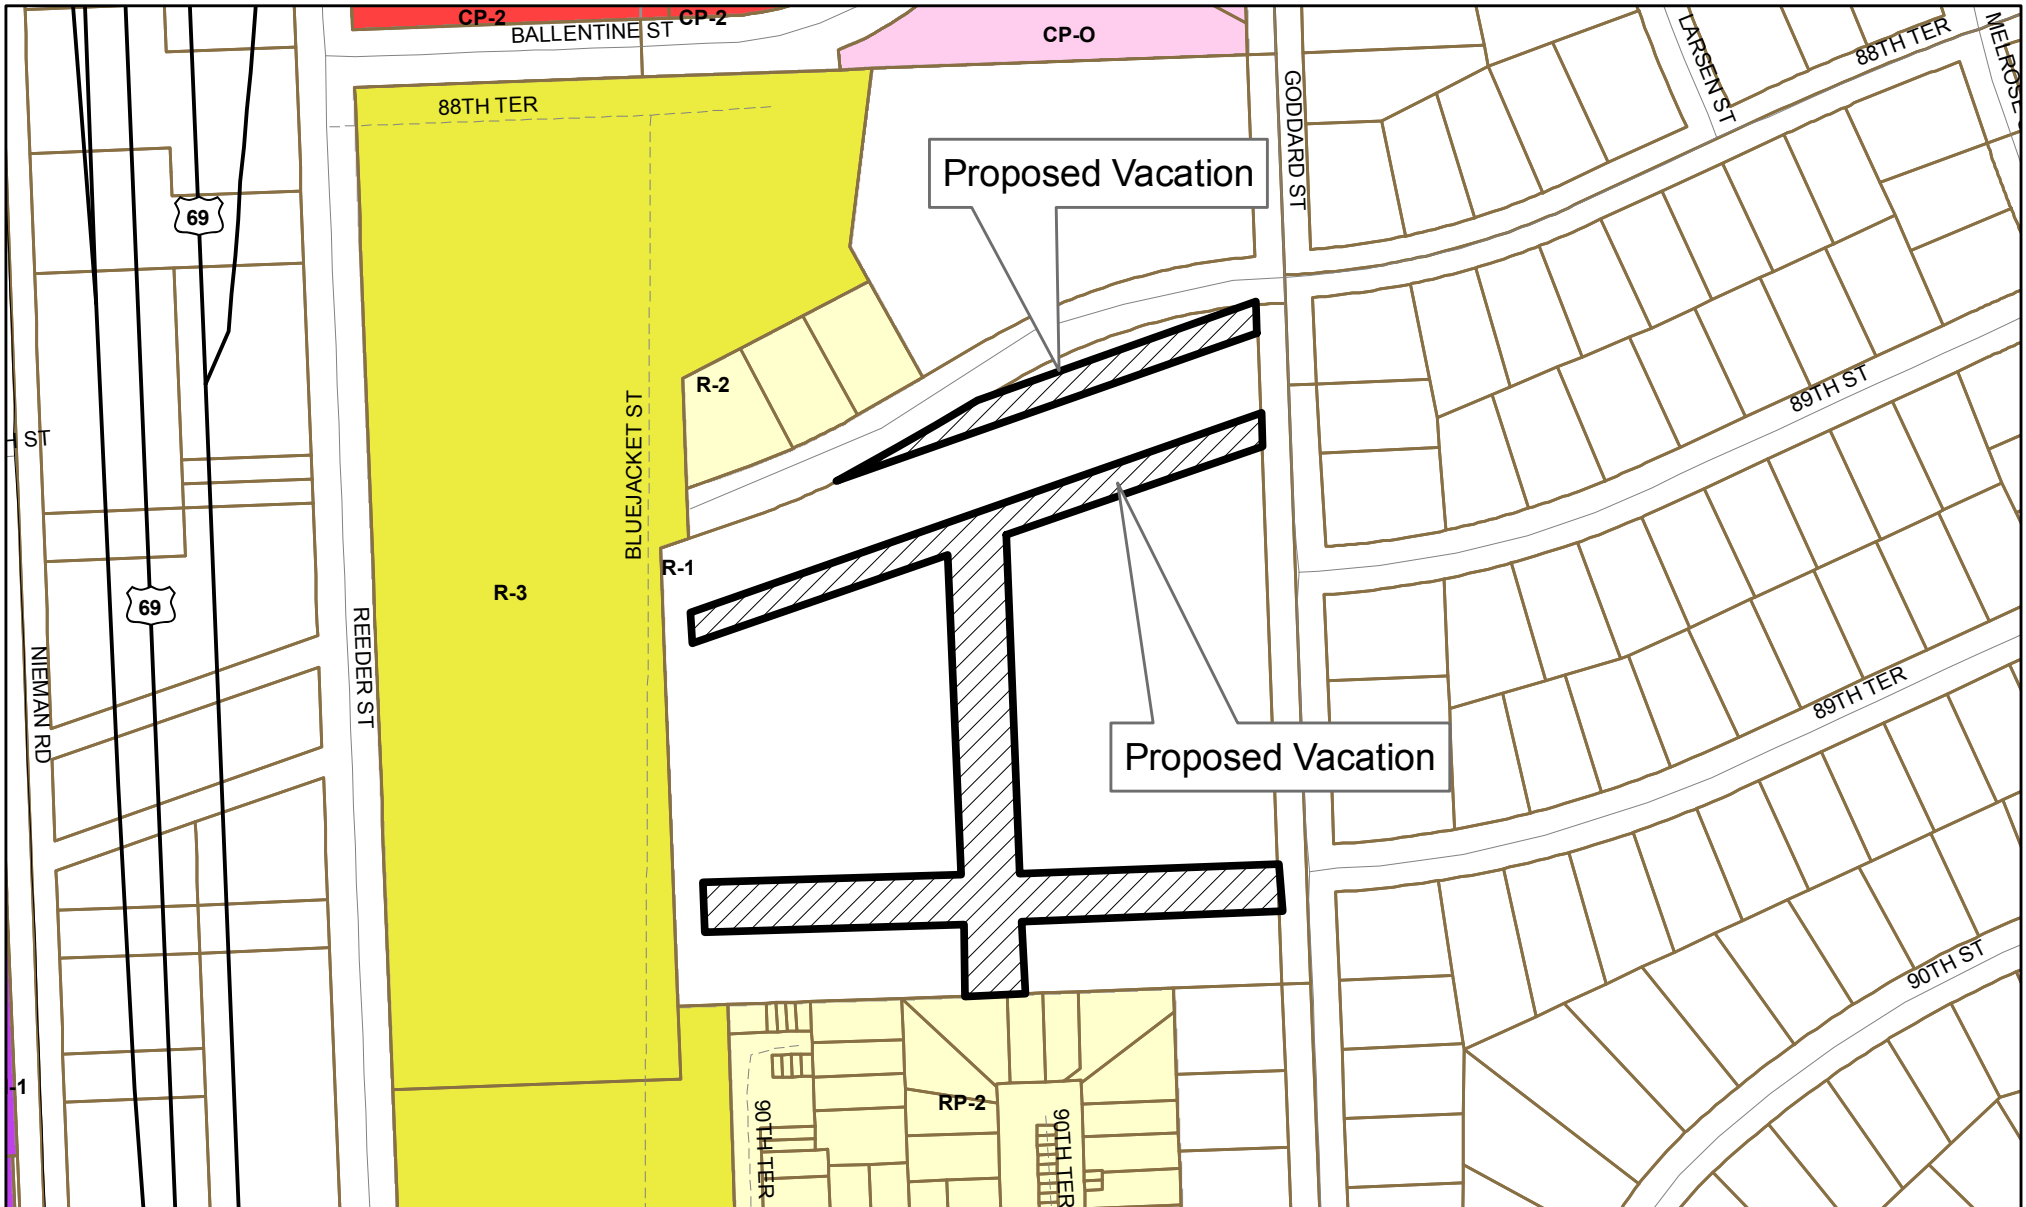 CP-2
CP-2
BALLENTINE ST
CP-O
LARSEN ST
88TH TER
MELROSE
88TH TER
GODDARD ST
Proposed Vacation
69
R-2
89TH ST
H ST
BLUEJACKET ST
R-1
R-3
69
REEDER ST
NIEMAN RD
89TH TER
Proposed Vacation
90TH ST
-1
RP-2
90TH TER
90TH TER